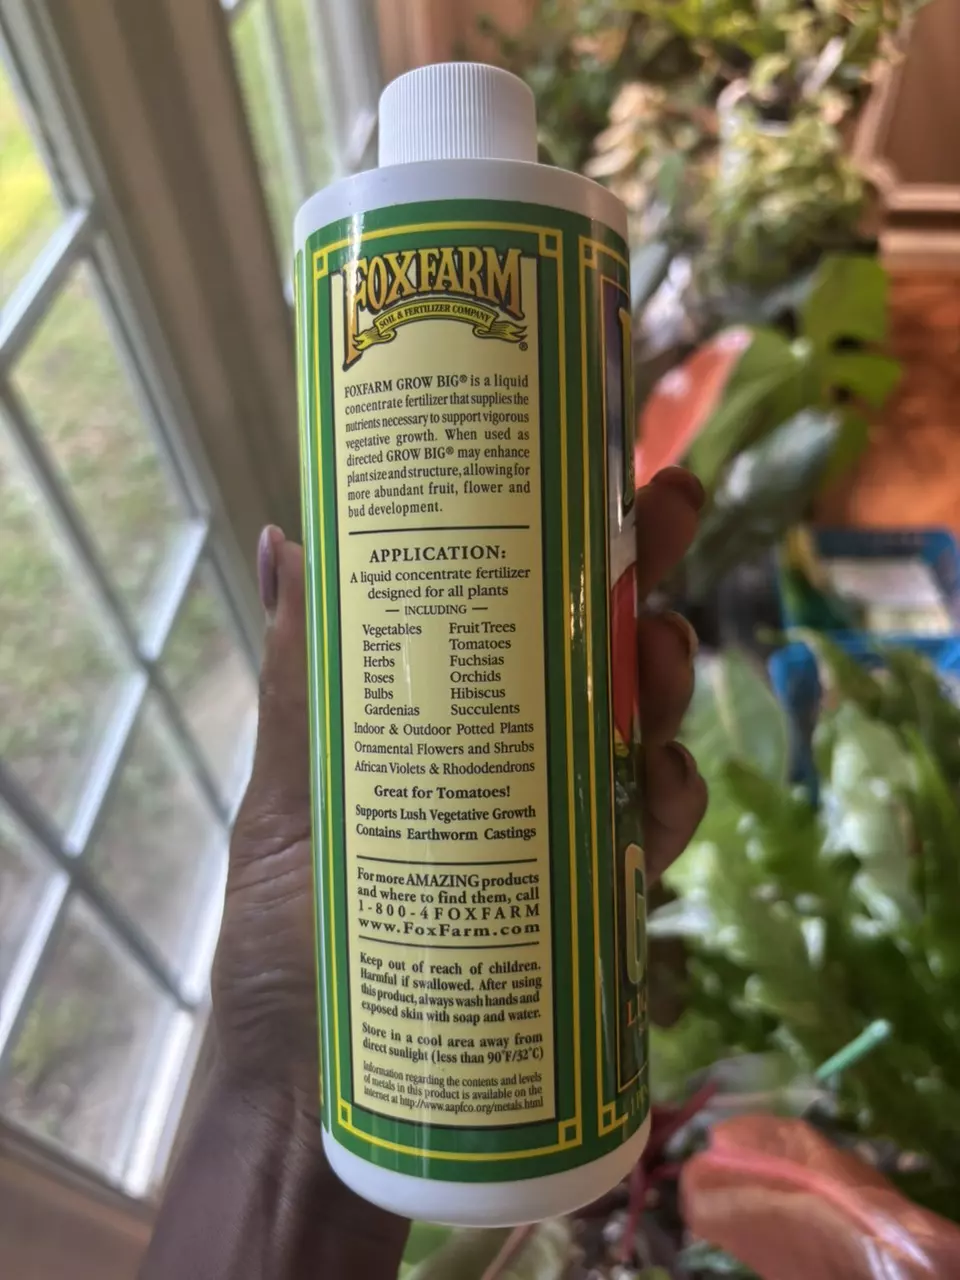 FOXFARM
SOIL & FERTILIZER COMPANY
®
FOXFARM GROW BIG® is a liquid
concentrate fertilizer that supplies the
nutrients necessary to support vigorous
vegetative growth. When used as
directed GROW BIG® may enhance
plant size and structure, allowing for
more abundant fruit, flower and
bud development.
APPLICATION:
A liquid concentrate fertilizer
designed for all plants
— INCLUDING —
Vegetables Fruit Trees
Berries Tomatoes
Herbs Fuchsias
Roses Orchids
Bulbs Hibiscus
Gardenias Succulents
Indoor & Outdoor Potted Plants
Ornamental Flowers and Shrubs
African Violets & Rhododendrons
Great for Tomatoes!
Supports Lush Vegetative Growth
Contains Earthworm Castings
For more AMAZING products
and where to find them, call
1-800-4FOXFARM
www.FoxFarm.com
Keep out of reach of children.
Harmful if swallowed. After using
this product, always wash hands and
exposed skin with soap and water.
Store in a cool area away from
direct sunlight (less than 90°F/32°C)
Information regarding the contents and levels
of metals in this product is available on the
internet at http://www.aapfco.org/metals.html
G